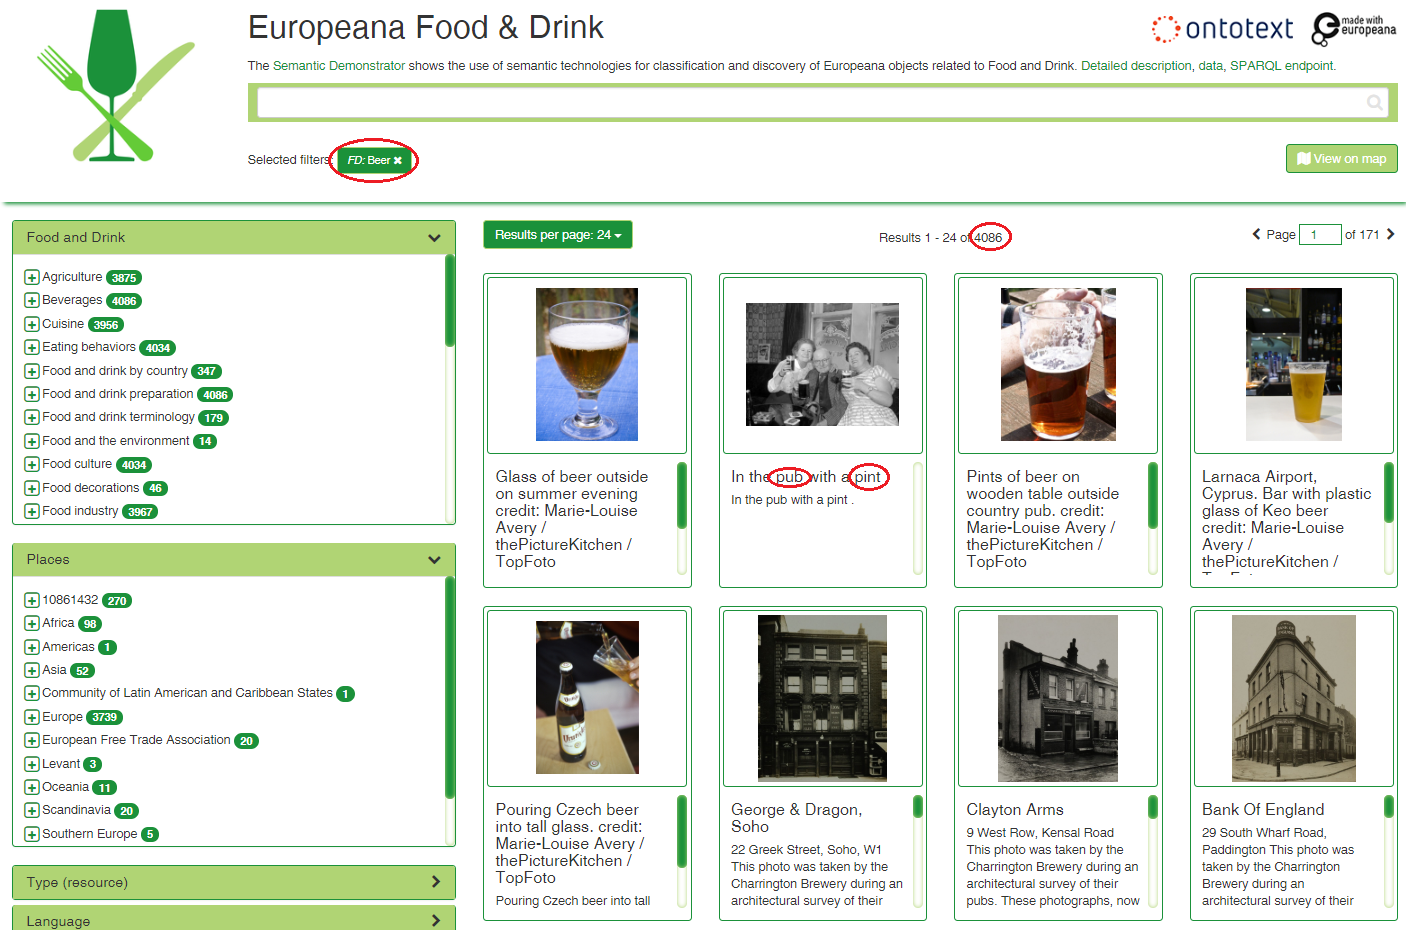 Europeana Food & Drink
ontotext
made with
europeana
The Semantic Demonstrator shows the use of semantic technologies for classification and discovery of Europeana objects related to Food and Drink. Detailed description, data, SPARQL endpoint.
Selected filters:
FD: Beer ✖
View on map
Food and Drink
Agriculture 3875
Beverages 4086
Cuisine 3956
Eating behaviors 4034
Food and drink by country 347
Food and drink preparation 4086
Food and drink terminology 179
Food and the environment 14
Food culture 4034
Food decorations 46
Food industry 3967
Places
10861432 270
Africa 98
Americas 1
Asia 52
Community of Latin American and Caribbean States 1
Europe 3739
European Free Trade Association 20
Levant 3
Oceania 11
Scandinavia 20
Southern Europe 5
Type (resource)
Language
Results per page: 24
Results 1 - 24 of 4086
Page 1 of 171
Glass of beer outside
on summer evening
credit: Marie-Louise
Avery /
thePictureKitchen /
TopFoto
In the pub with a pint
In the pub with a pint .
Pints of beer on
wooden table outside
country pub. credit:
Marie-Louise Avery /
thePictureKitchen /
TopFoto
Larnaca Airport,
Cyprus. Bar with plastic
glass of Keo beer
credit: Marie-Louise
Avery /
thePictureKitchen /
Pouring Czech beer
into tall glass. credit:
Marie-Louise Avery /
thePictureKitchen /
TopFoto
Pouring Czech beer into tall
George & Dragon,
Soho
22 Greek Street, Soho, W1
This photo was taken by the
Charrington Brewery during an
architectural survey of their
Clayton Arms
9 West Row, Kensal Road
This photo was taken by the
Charrington Brewery during an
architectural survey of their
pubs. These photographs, now
BANK OF
Bank Of England
29 South Wharf Road,
Paddington This photo was
taken by the Charrington
Brewery during an
architectural survey of their